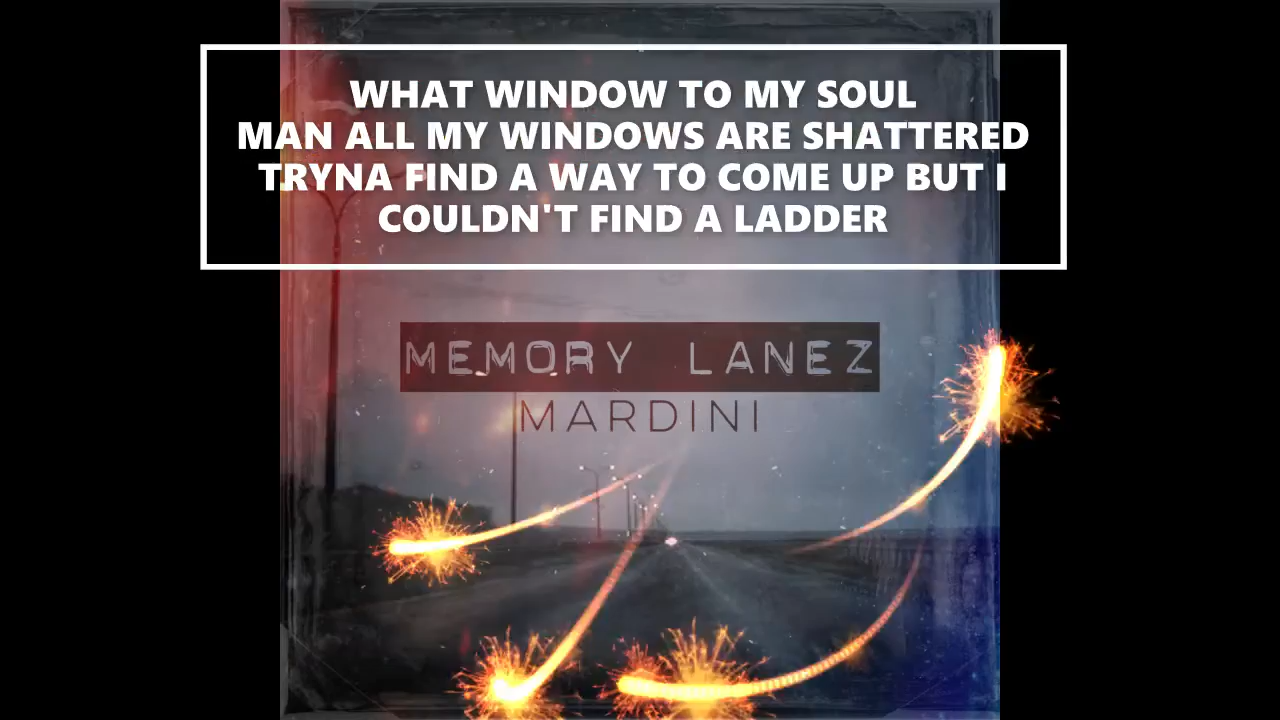 WHAT WINDOW TO MY SOUL
MAN ALL MY WINDOWS ARE SHATTERED
TRYNA FIND A WAY TO COME UP BUT I
COULDN'T FIND A LADDER
MEMORY LANEZ
MARDINI